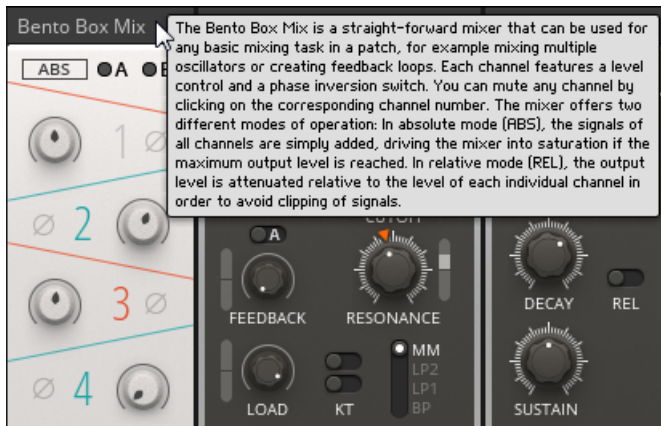 Bento Box Mix
The Bento Box Mix is a straight-forward mixer that can be used for
any basic mixing task in a patch, for example mixing multiple
oscillators or creating feedback loops. Each channel features a level
control and a phase inversion switch. You can mute any channel by
clicking on the corresponding channel number. The mixer offers two
different modes of operation: In absolute mode (ABS), the signals of
all channels are simply added, driving the mixer into saturation if the
maximum output level is reached. In relative mode (REL), the output
level is attenuated relative to the level of each individual channel in
order to avoid clipping of signals.
ABS A
1 Ø
Ø 2
3 Ø
Ø 4
CUTOFF
A
FEEDBACK RESONANCE
LOAD KT
MM
LP2
LP1
BP
DECAY REL
SUSTAIN